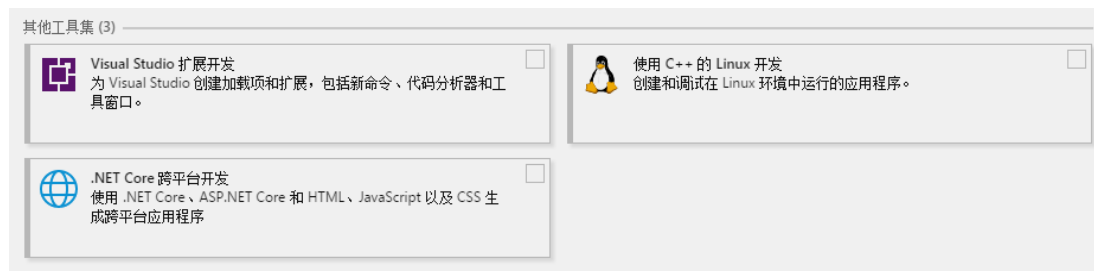 其他工具集 (3)
Visual Studio 扩展开发
为 Visual Studio 创建加载项和扩展，包括新命令、代码分析器和工
具窗口。
使用 C++ 的 Linux 开发
创建和调试在 Linux 环境中运行的应用程序。
.NET Core 跨平台开发
使用 .NET Core、ASP.NET Core 和 HTML、JavaScript 以及 CSS 生
成跨平台应用程序